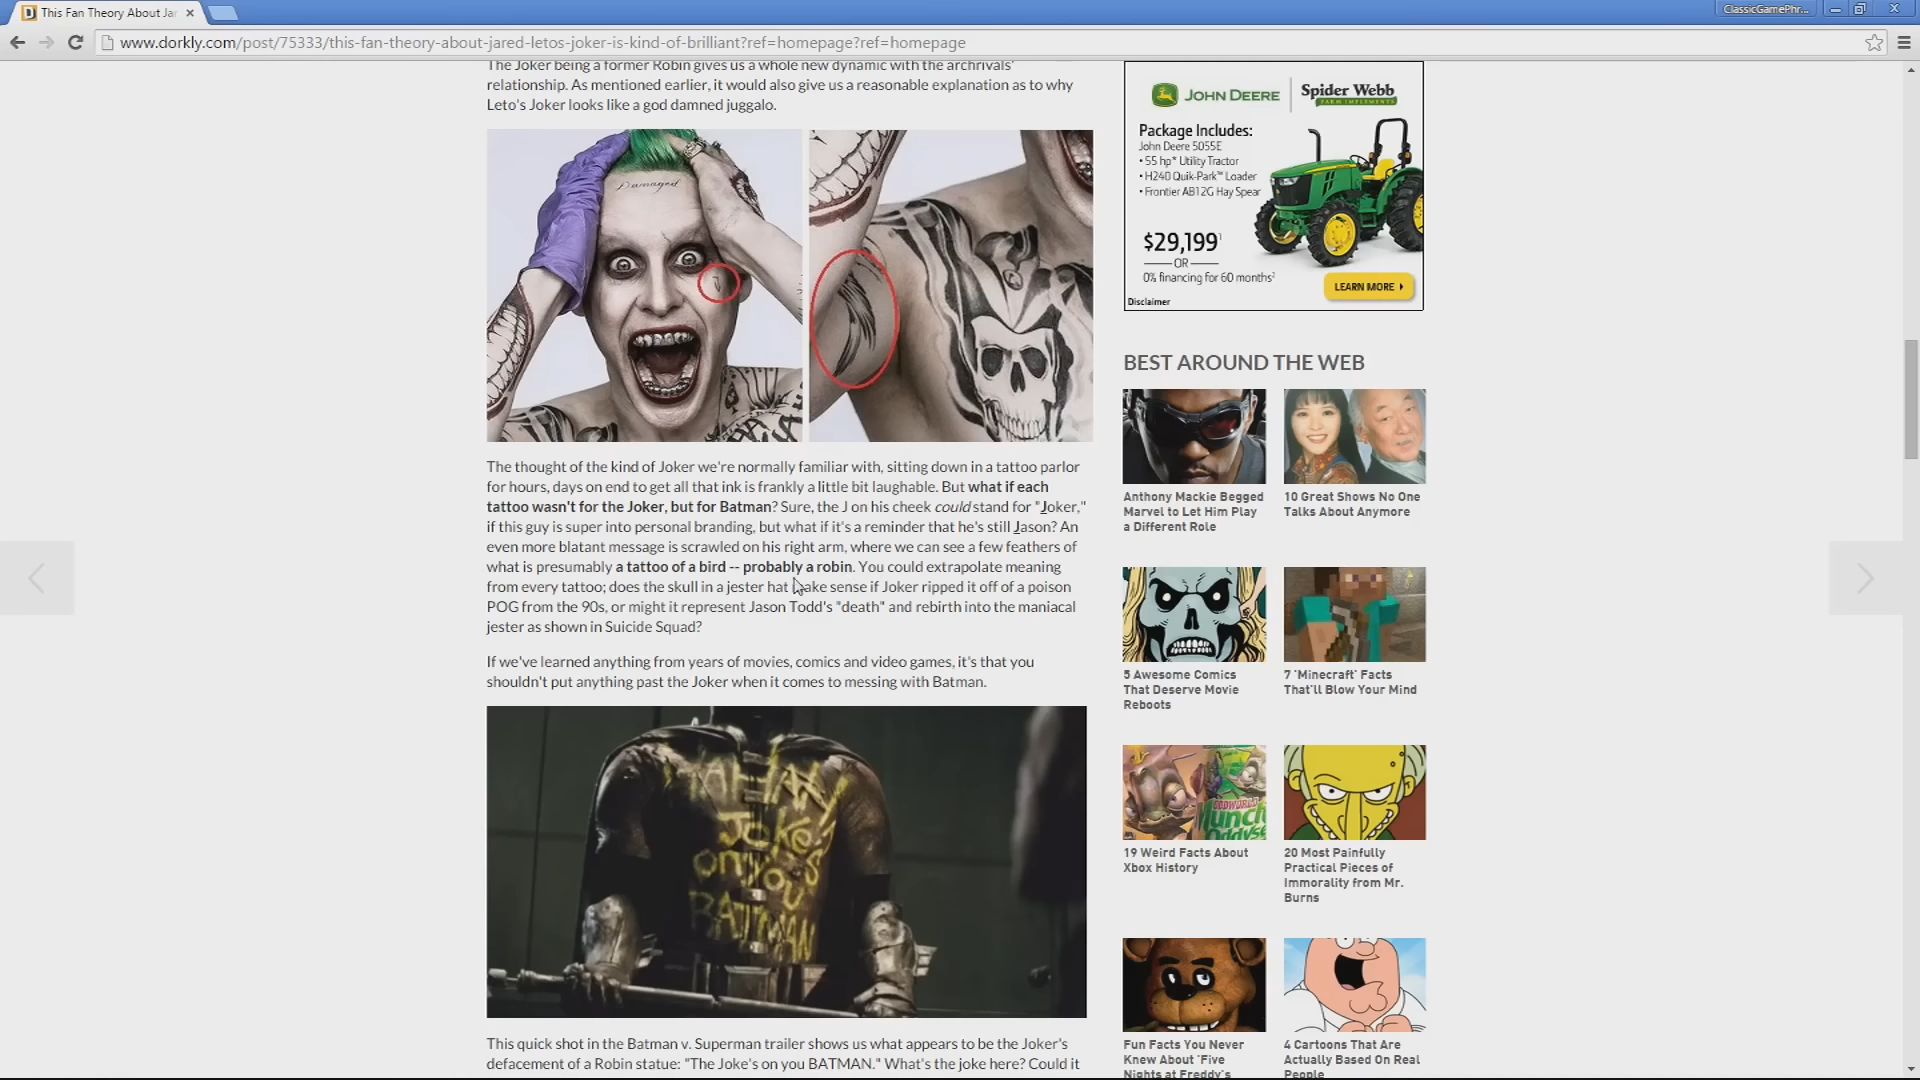 This Fan Theory About Jar
ClassicGamePhr...
www.dorkly.com/post/75333/this-fan-theory-about-jared-letos-joker-is-kind-of-brilliant?ref=homepage?ref=homepage
The Joker being a former Robin gives us a whole new dynamic with the archrivals'
relationship. As mentioned earlier, it would also give us a reasonable explanation as to why
Leto's Joker looks like a god damned juggalo.
Damaged
J
The thought of the kind of Joker we're normally familiar with, sitting down in a tattoo parlor
for hours, days on end to get all that ink is frankly a little bit laughable. But what if each
tattoo wasn't for the Joker, but for Batman? Sure, the J on his cheek could stand for "Joker,"
if this guy is super into personal branding, but what if it's a reminder that he's still Jason? An
even more blatant message is scrawled on his right arm, where we can see a few feathers of
what is presumably a tattoo of a bird -- probably a robin. You could extrapolate meaning
from every tattoo; does the skull in a jester hat make sense if Joker ripped it off of a poison
POG from the 90s, or might it represent Jason Todd's "death" and rebirth into the maniacal
jester as shown in Suicide Squad?
If we've learned anything from years of movies, comics and video games, it's that you
shouldn't put anything past the Joker when it comes to messing with Batman.
HAHAHA
JOKE'S
ON YOU
BATMAN
This quick shot in the Batman v. Superman trailer shows us what appears to be the Joker's
defacement of a Robin statue: "The Joke's on you BATMAN." What's the joke here? Could it
JOHN DEERE
Spider Webb
FARM IMPLEMENTS
Package Includes:
John Deere 5055E
• 55 hp* Utility Tractor
• H240 Quik-Park™ Loader
• Frontier AB12G Hay Spear
$29,199¹
OR
0% financing for 60 months²
LEARN MORE
Disclaimer
BEST AROUND THE WEB
Anthony Mackie Begged
Marvel to Let Him Play
a Different Role
10 Great Shows No One
Talks About Anymore
5 Awesome Comics
That Deserve Movie
Reboots
7 'Minecraft' Facts
That'll Blow Your Mind
ODDWORLD
Munch
Oddyse
19 Weird Facts About
Xbox History
20 Most Painfully
Practical Pieces of
Immorality from Mr.
Burns
Fun Facts You Never
Knew About 'Five
Nights at Freddy's
4 Cartoons That Are
Actually Based On Real
People